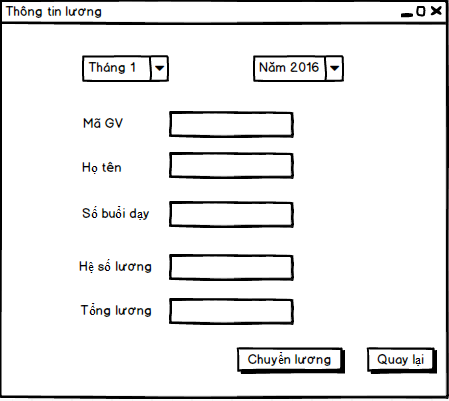 Thông tin lương
Tháng 1
Năm 2016
Mã GV
Họ tên
Số buổi dạy
Hệ số lương
Tổng lương
Chuyển lương
Quay lại